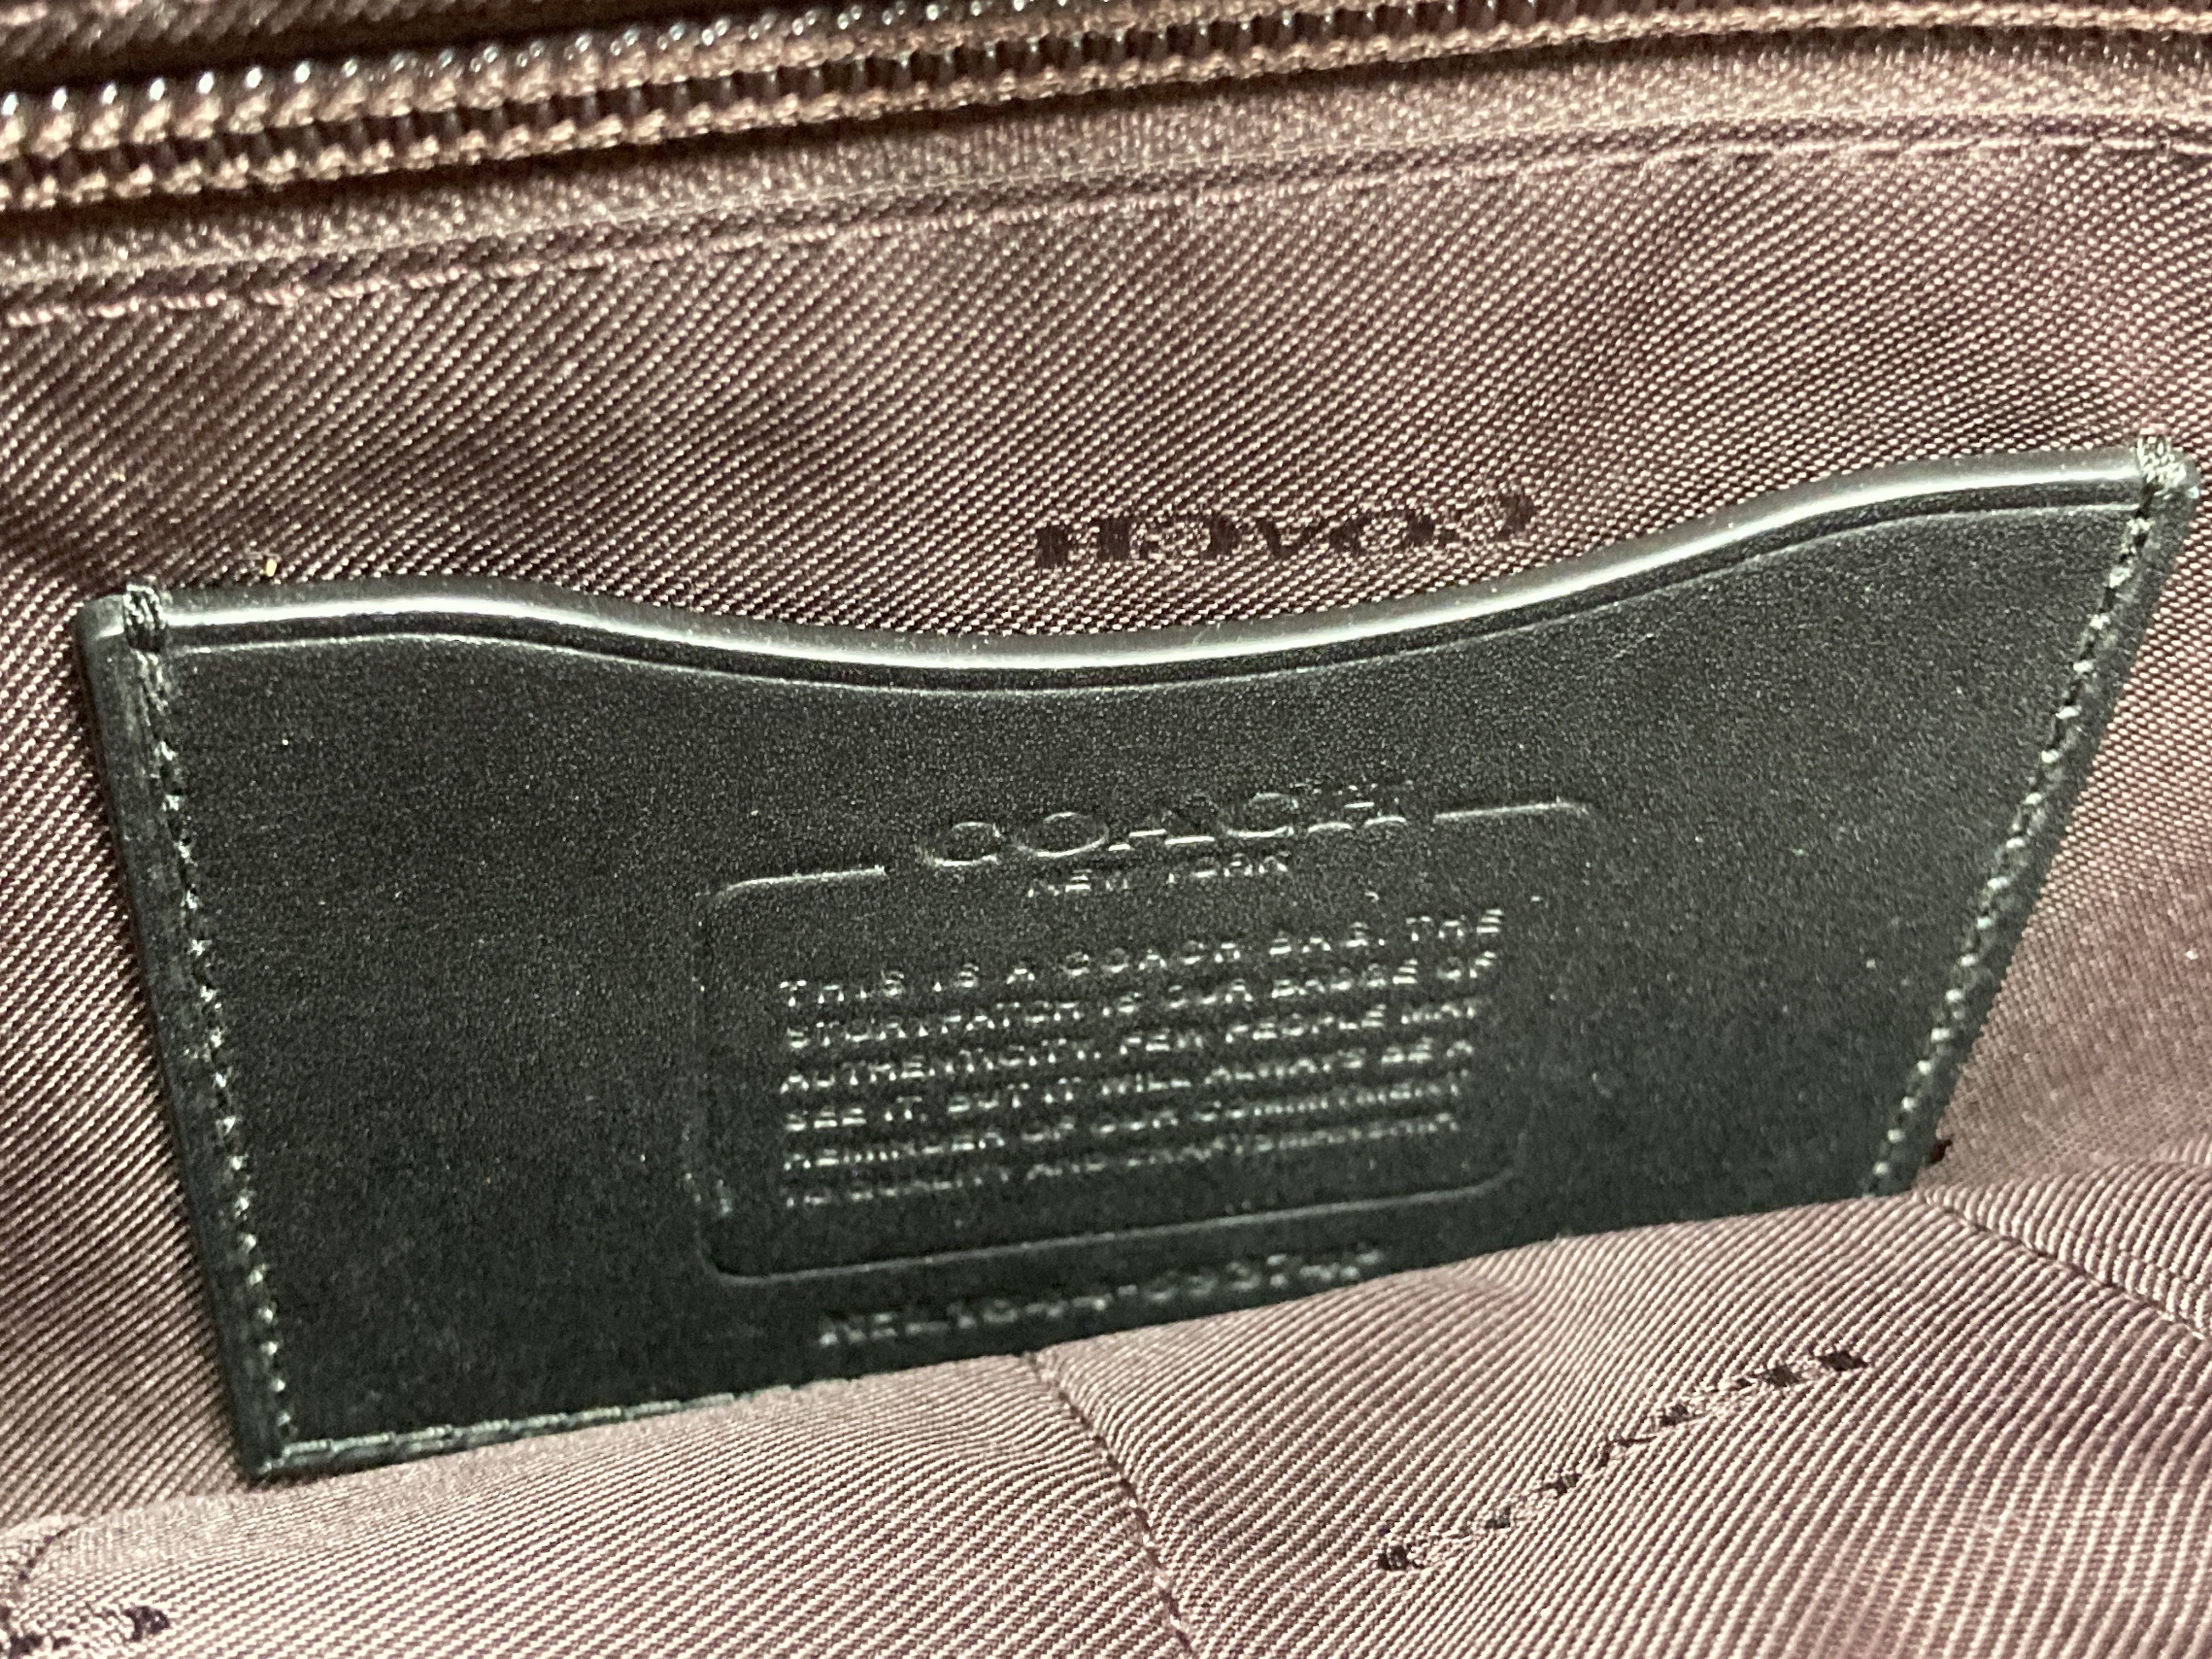 COACH
NEW YORK
THIS IS A COACH BAG. THE
STORYPATCH IS OUR BADGE OF
AUTHENTICITY. FEW PEOPLE MAY
SEE IT, BUT IT WILL ALWAYS BE A
REMINDER OF OUR COMMITMENT
TO QUALITY AND CRAFTSMANSHIP.